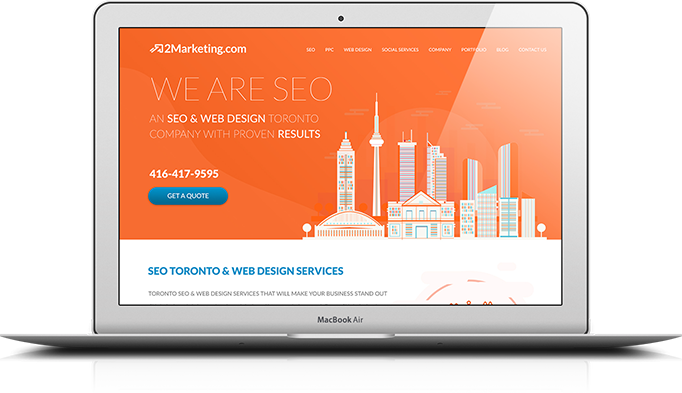 2Marketing.com
SEO PPC WEB DESIGN SOCIAL SERVICES COMPANY PORTFOLIO BLOG CONTACT US
WE ARE SEO
AN SEO & WEB DESIGN TORONTO
COMPANY WITH PROVEN RESULTS
416-417-9595
GET A QUOTE
SEO TORONTO & WEB DESIGN SERVICES
TORONTO SEO & WEB DESIGN SERVICES THAT WILL MAKE YOUR BUSINESS STAND OUT
MacBook Air